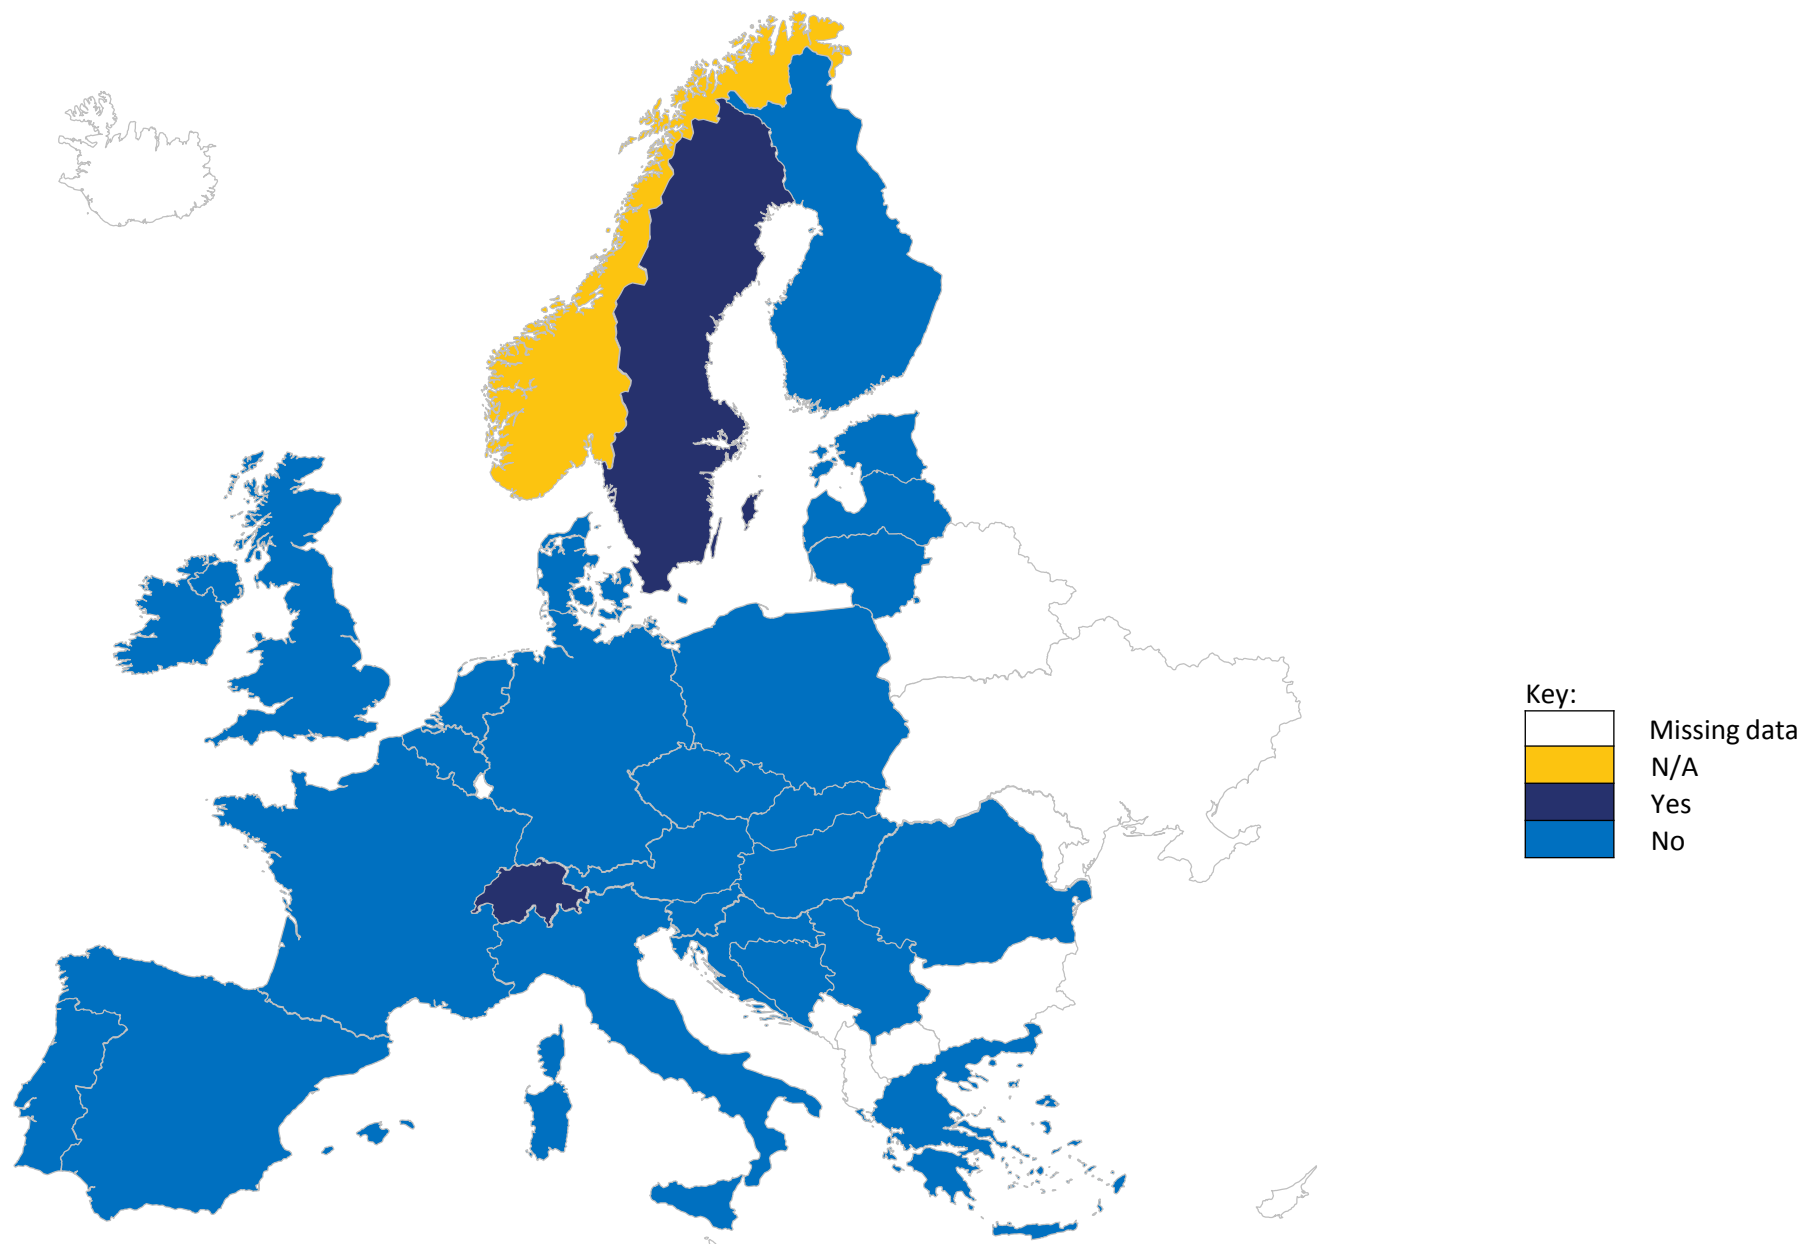 Key:
Missing data
N/A
Yes
No